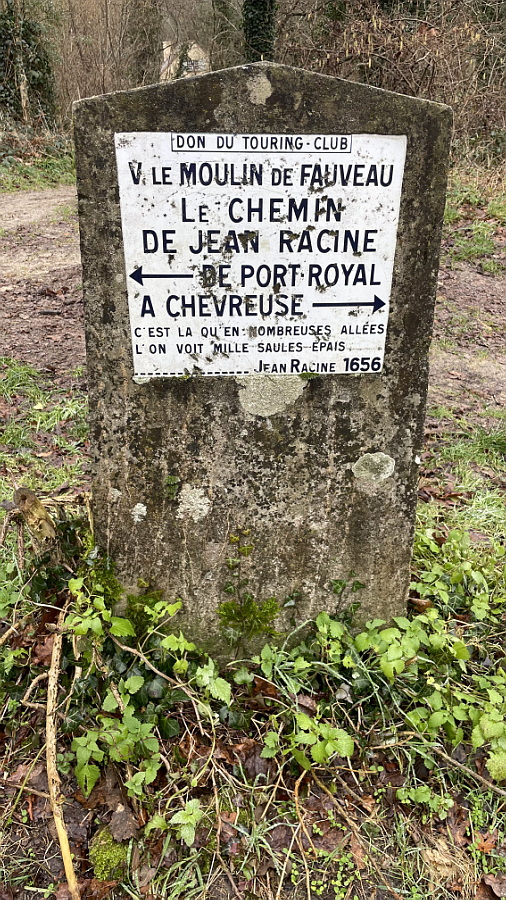 DON DU TOURING-CLUB
V. LE MOULIN DE FAUVEAU
LE CHEMIN
DE JEAN RACINE
← DE PORT-ROYAL
A CHEVREUSE →
C'EST LÀ QU'EN NOMBREUSES ALLÉES
L'ON VOIT MILLE SAULES ÉPAIS.....
JEAN RACINE 1656